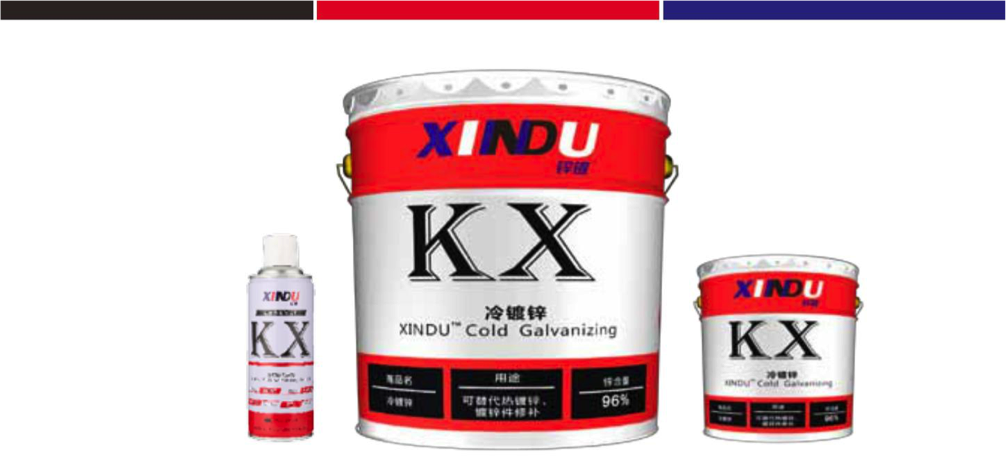 XINDU
锌镀
KX
冷镀锌
XINDU™ Cold Galvanizing
商品名
冷镀锌
用途
可替代热镀锌、
镀锌件修补
锌含量
96%
XINDU
KX
XINDU
锌镀
KX
冷镀锌
XINDU™ Cold Galvanizing
96%